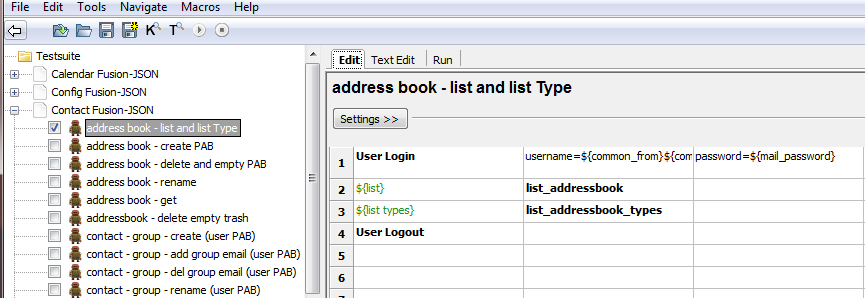 File Edit Tools Navigate Macros Help
K T
Testsuite
Calendar Fusion-JSON
Config Fusion-JSON
Contact Fusion-JSON
address book - list and list Type
address book - create PAB
address book - delete and empty PAB
address book - rename
address book - get
addressbook - delete empty trash
contact - group - create (user PAB)
contact - group - add group email (user PAB)
contact - group - del group email (user PAB)
contact - group - rename (user PAB)
Edit Text Edit Run
address book - list and list Type
Settings >>
1 User Login username=${common_from}${com password=${mail_password}
2 ${list} list_addressbook
3 ${list types} list_addressbook_types
4 User Logout
5
6